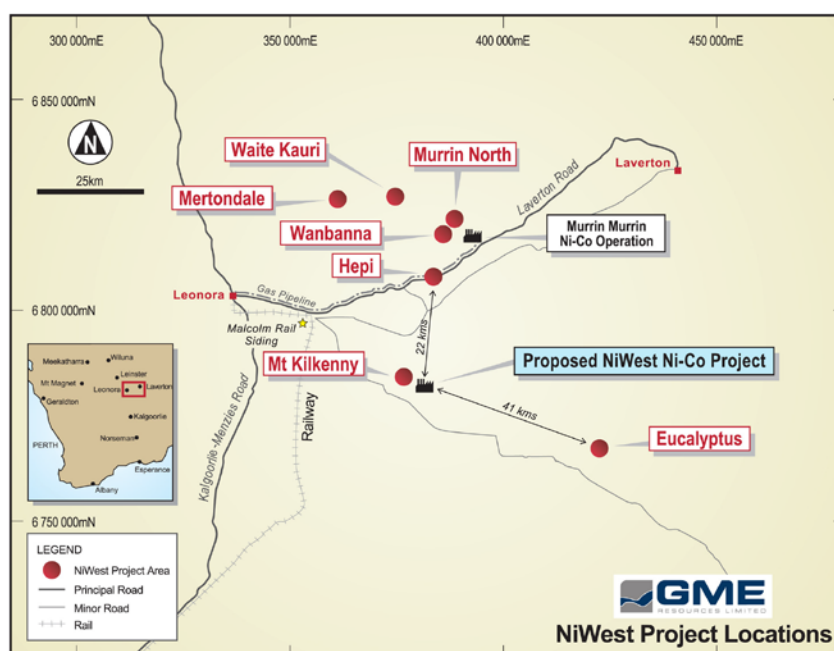 300 000mE
350 000mE
400 000mE
450 000mE
6 850 000mN
N
25km
Waite Kauri
Murrin North
Mertondale
Laverton
Laverton Road
Wanbanna
Murrin Murrin
Ni-Co Operation
Hepi
Leonora
Gas Pipeline
6 800 000mN
Malcolm Rail
Siding
22 kms
Mt Kilkenny
Proposed NiWest Ni-Co Project
Kalgoorlie-Menzies Road
Railway
41 kms
Eucalyptus
Meekatharra
Wiluna
Leinster
Mt Magnet
Leonora
Laverton
Geraldton
Kalgoorlie
PERTH
Norseman
Esperance
Albany
6 750 000mN
LEGEND
NiWest Project Area
Principal Road
Minor Road
Rail
GME
RESOURCES LIMITED
NiWest Project Locations